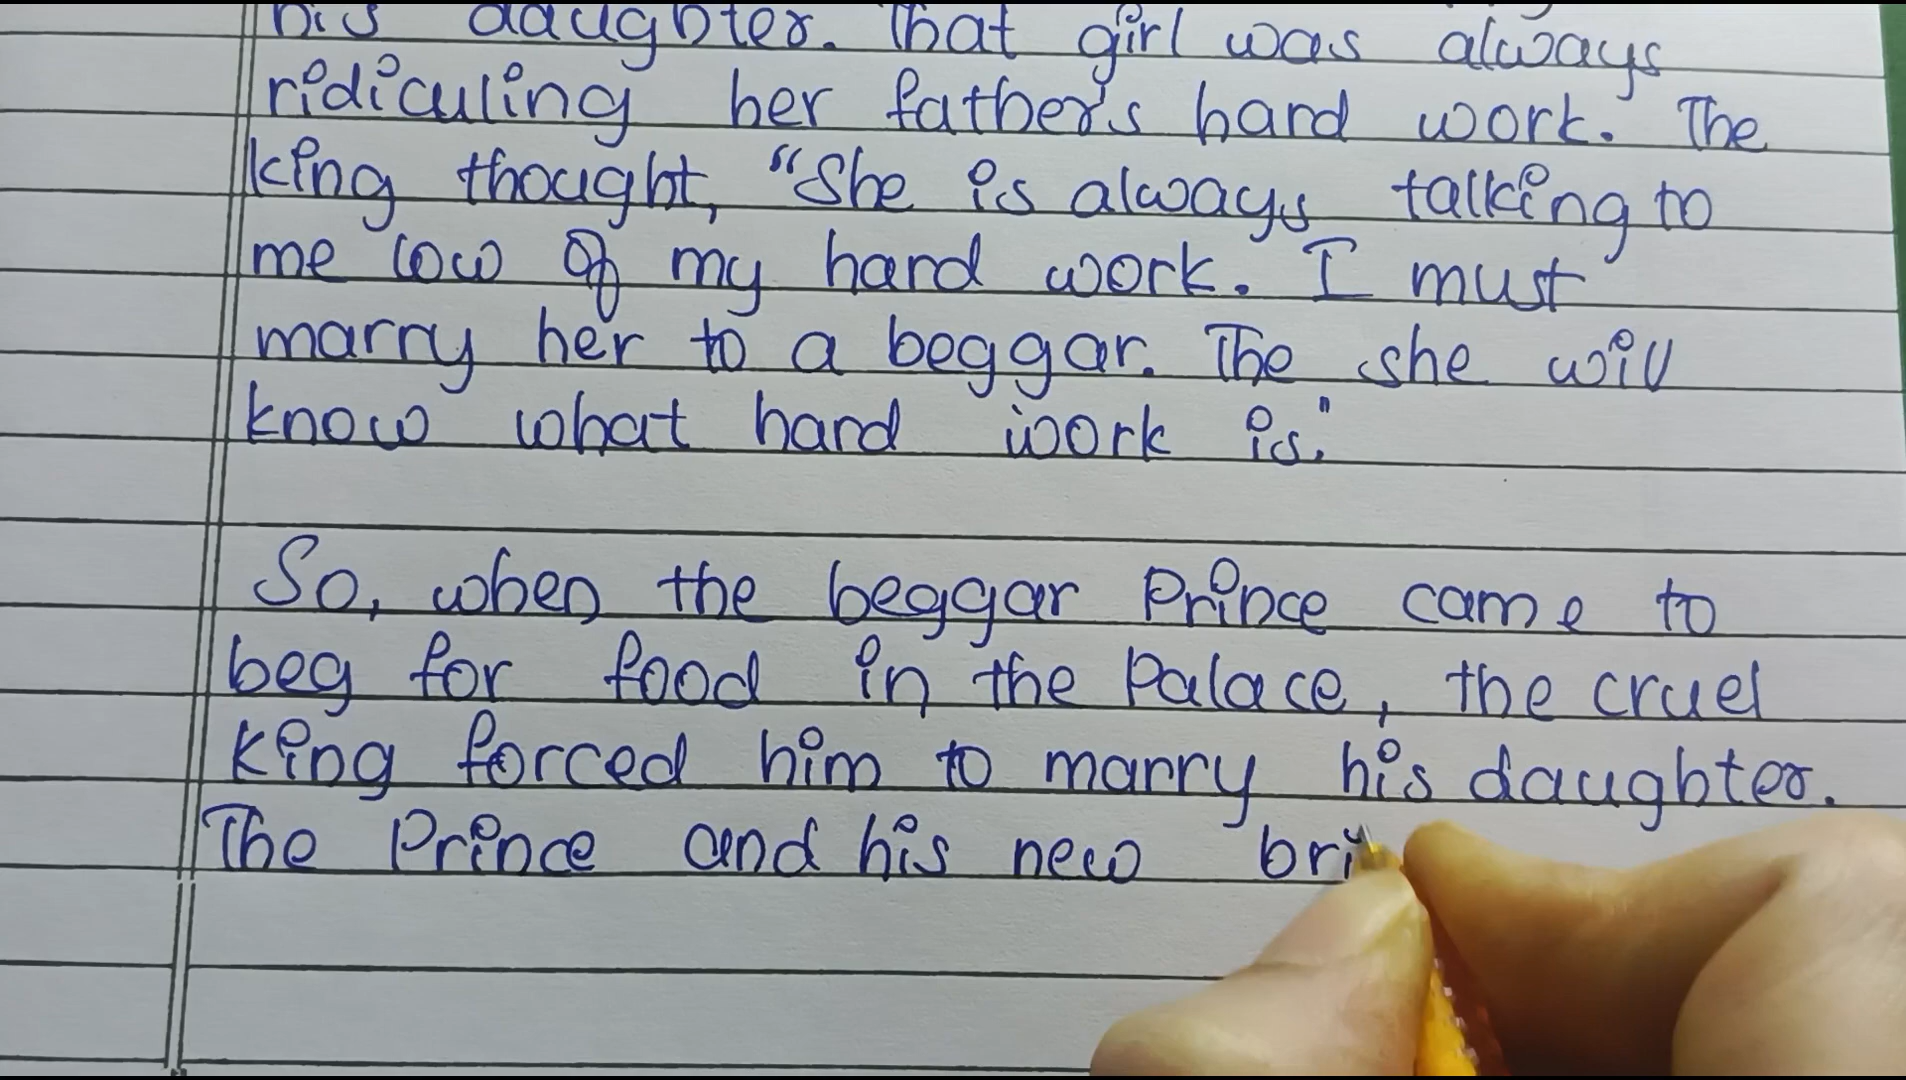 his daughter. That girl was always
ridiculing her father's hard work. The
king thought, "She is always talking to
me low of my hard work. I must
marry her to a beggar. The she will
know what hard work is."
So, when the beggar Prince came to
beg for food in the Palace, the cruel
King forced him to marry his daughter.
The Prince and his new bri